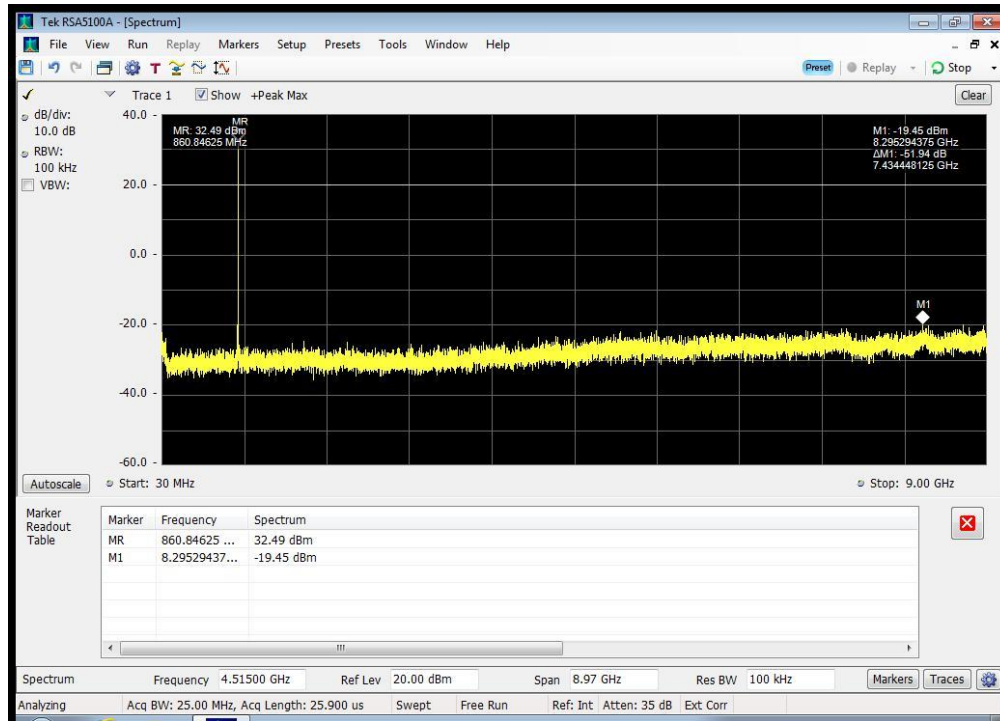 Tek RSA5100A - [Spectrum]
File View Run Replay Markers Setup Presets Tools Window Help
Preset Replay Stop
Trace 1 Show +Peak Max Clear
dB/div:
10.0 dB
RBW:
100 kHz
VBW:
40.0
20.0
0.0
-20.0
-40.0
-60.0
MR
MR: 32.49 dBm
860.84625 MHz
M1: -19.45 dBm
8.295294375 GHz
ΔM1: -51.94 dB
7.434448125 GHz
M1
Autoscale Start: 30 MHz Stop: 9.00 GHz
Marker
Readout
Table
Marker Frequency Spectrum
MR 860.84625 ... 32.49 dBm
M1 8.29529437... -19.45 dBm
Spectrum Frequency 4.51500 GHz Ref Lev 20.00 dBm Span 8.97 GHz Res BW 100 kHz Markers Traces
Analyzing Acq BW: 25.00 MHz, Acq Length: 25.900 us Swept Free Run Ref: Int Atten: 35 dB Ext Corr